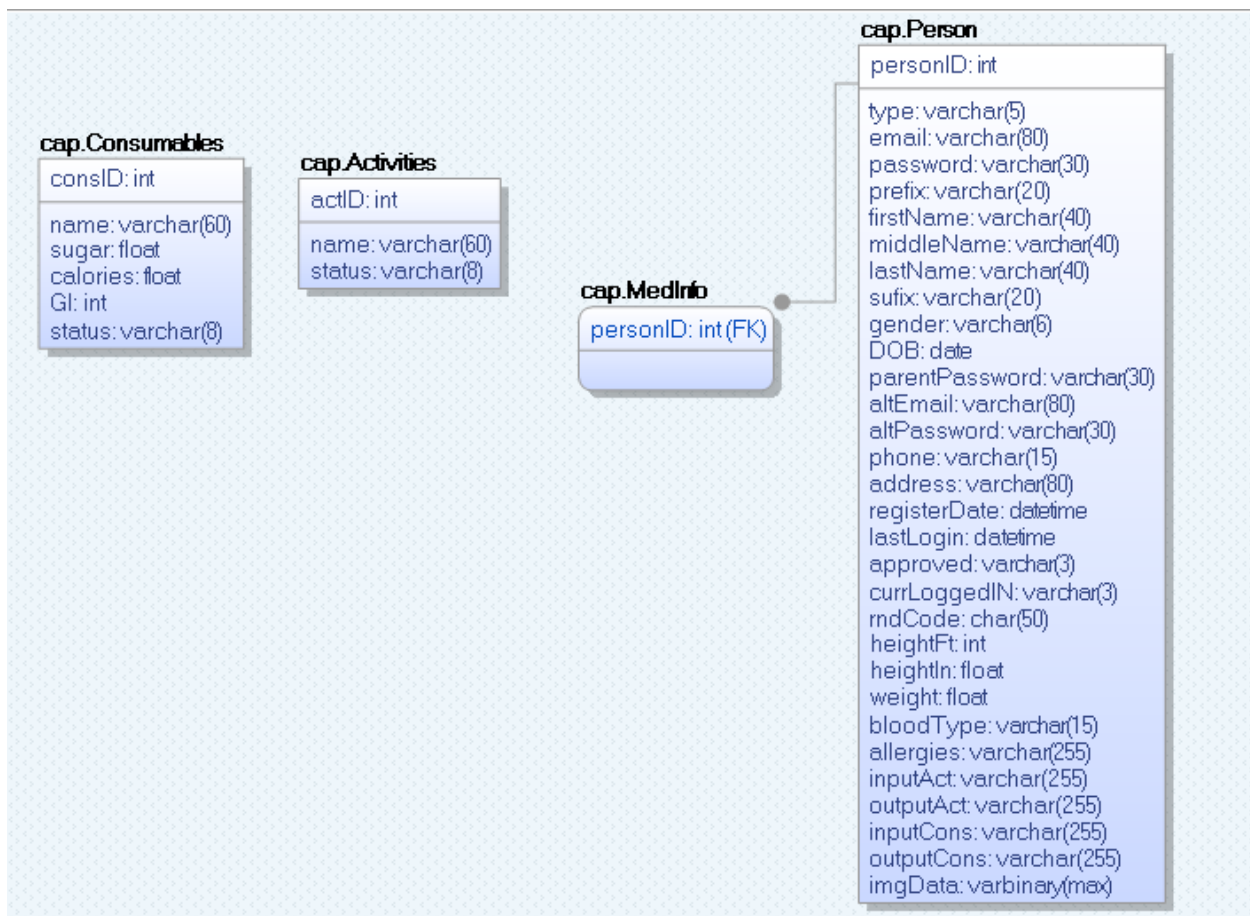 cap.Consumables
consID: int
name: varchar(60)
sugar: float
calories: float
GI: int
status: varchar(8)
cap.Activities
actID: int
name: varchar(60)
status: varchar(8)
cap.MedInfo
personID: int (FK)
cap.Person
personID: int
type: varchar(5)
email: varchar(80)
password: varchar(30)
prefix: varchar(20)
firstName: varchar(40)
middleName: varchar(40)
lastName: varchar(40)
sufix: varchar(20)
gender: varchar(6)
DOB: date
parentPassword: varchar(30)
altEmail: varchar(80)
altPassword: varchar(30)
phone: varchar(15)
address: varchar(80)
registerDate: datetime
lastLogin: datetime
approved: varchar(3)
currLoggedIN: varchar(3)
rndCode: char(50)
heightFt: int
heightIn: float
weight: float
bloodType: varchar(15)
allergies: varchar(255)
inputAct: varchar(255)
outputAct: varchar(255)
inputCons: varchar(255)
outputCons: varchar(255)
imgData: varbinary(max)